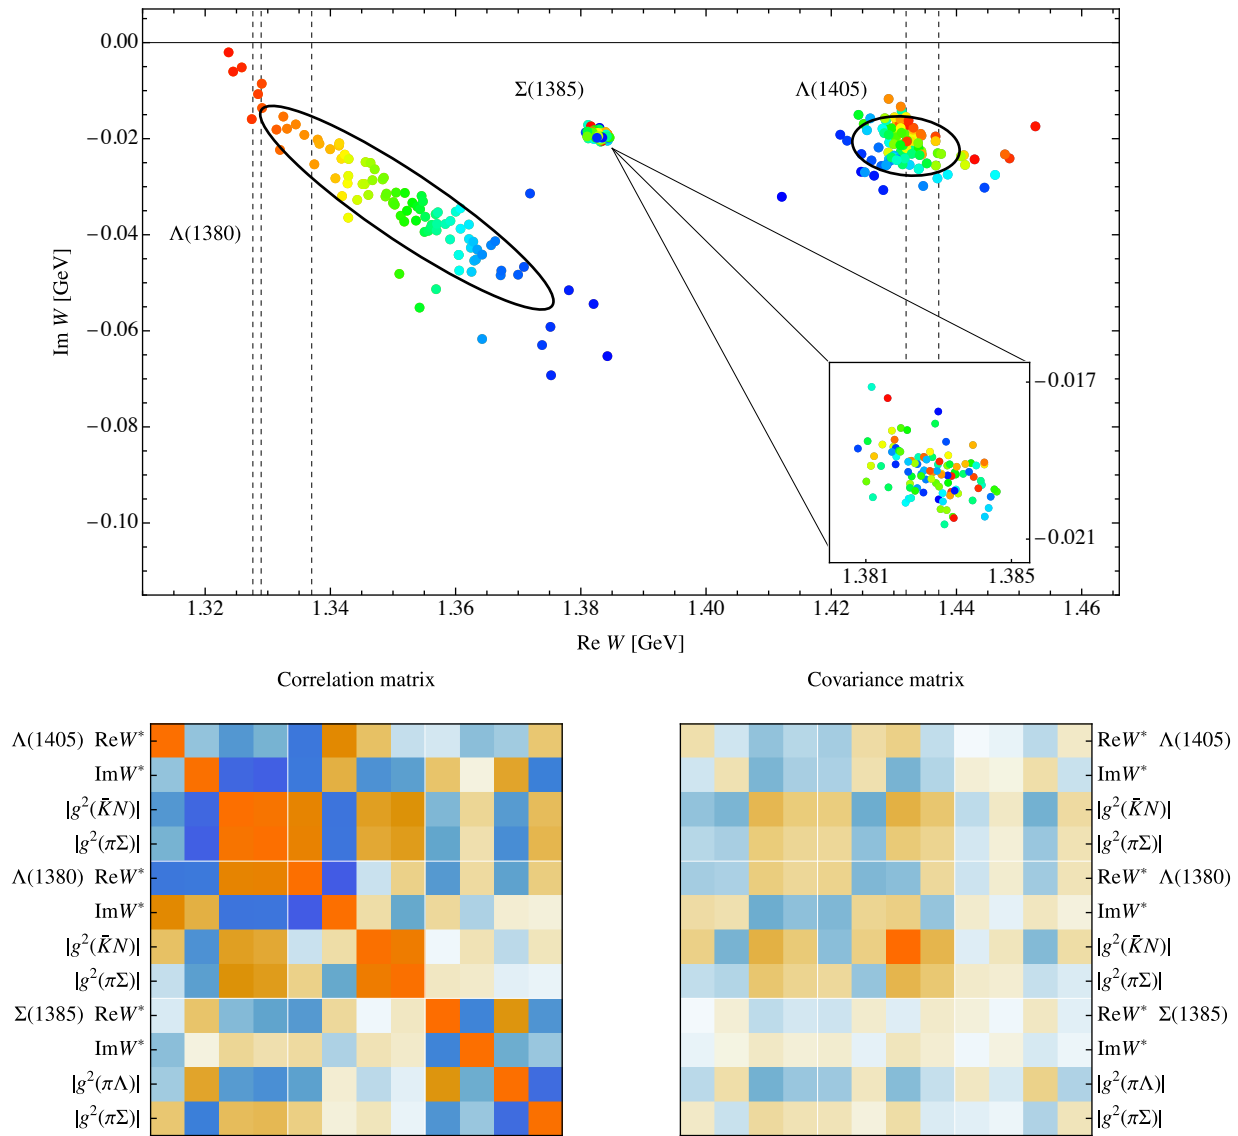 0.00
−0.02
−0.04
−0.06
−0.08
−0.10
Im W [GeV]
Λ(1380)
Σ(1385)
Λ(1405)
−0.017
−0.021
1.381 1.385
1.32 1.34 1.36 1.38 1.40 1.42 1.44 1.46
Re W [GeV]
Correlation matrix
Λ(1405) ReW*
ImW*
|g²(K̄N)|
|g²(πΣ)|
Λ(1380) ReW*
ImW*
|g²(K̄N)|
|g²(πΣ)|
Σ(1385) ReW*
ImW*
|g²(πΛ)|
|g²(πΣ)|
Covariance matrix
ReW* Λ(1405)
ImW*
|g²(K̄N)|
|g²(πΣ)|
ReW* Λ(1380)
ImW*
|g²(K̄N)|
|g²(πΣ)|
ReW* Σ(1385)
ImW*
|g²(πΛ)|
|g²(πΣ)|